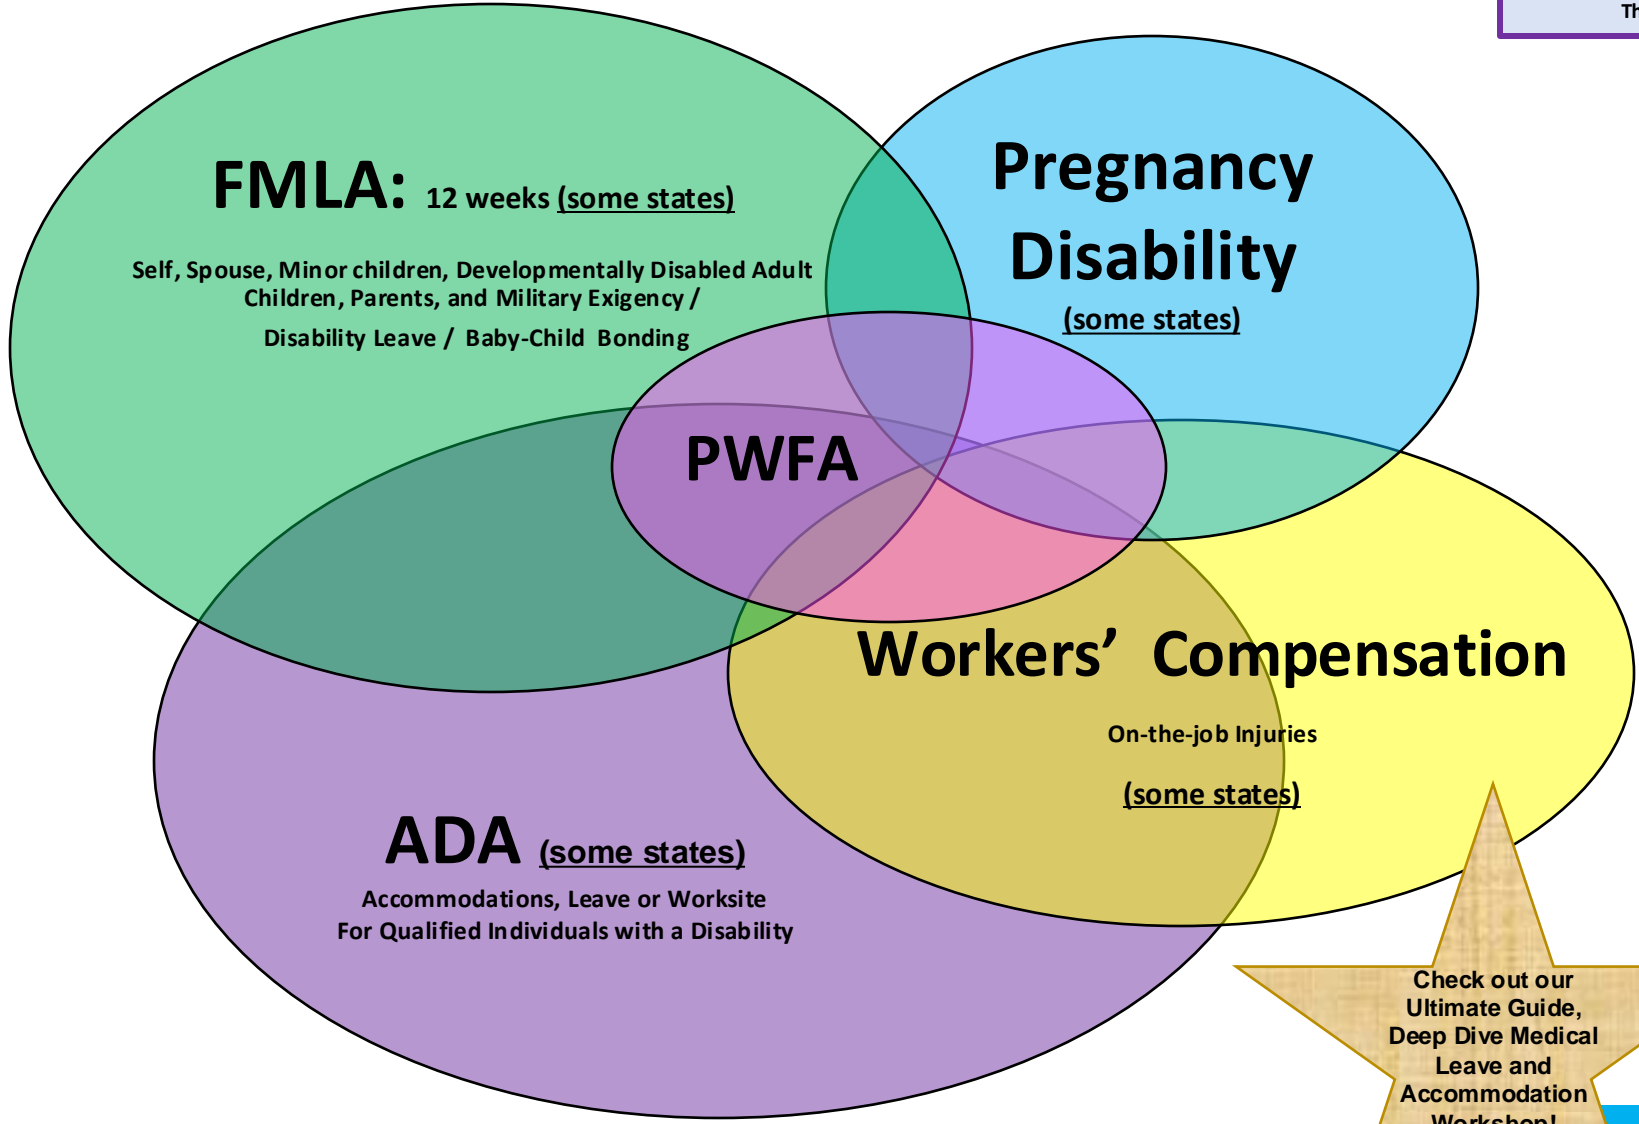 Th
FMLA: 12 weeks (some states)
Self, Spouse, Minor children, Developmentally Disabled Adult
Children, Parents, and Military Exigency /
Disability Leave / Baby-Child Bonding
Pregnancy
Disability
(some states)
PWFA
Workers’ Compensation
On-the-job Injuries
(some states)
ADA (some states)
Accommodations, Leave or Worksite
For Qualified Individuals with a Disability
Check out our
Ultimate Guide,
Deep Dive Medical
Leave and
Accommodation
Workshop!